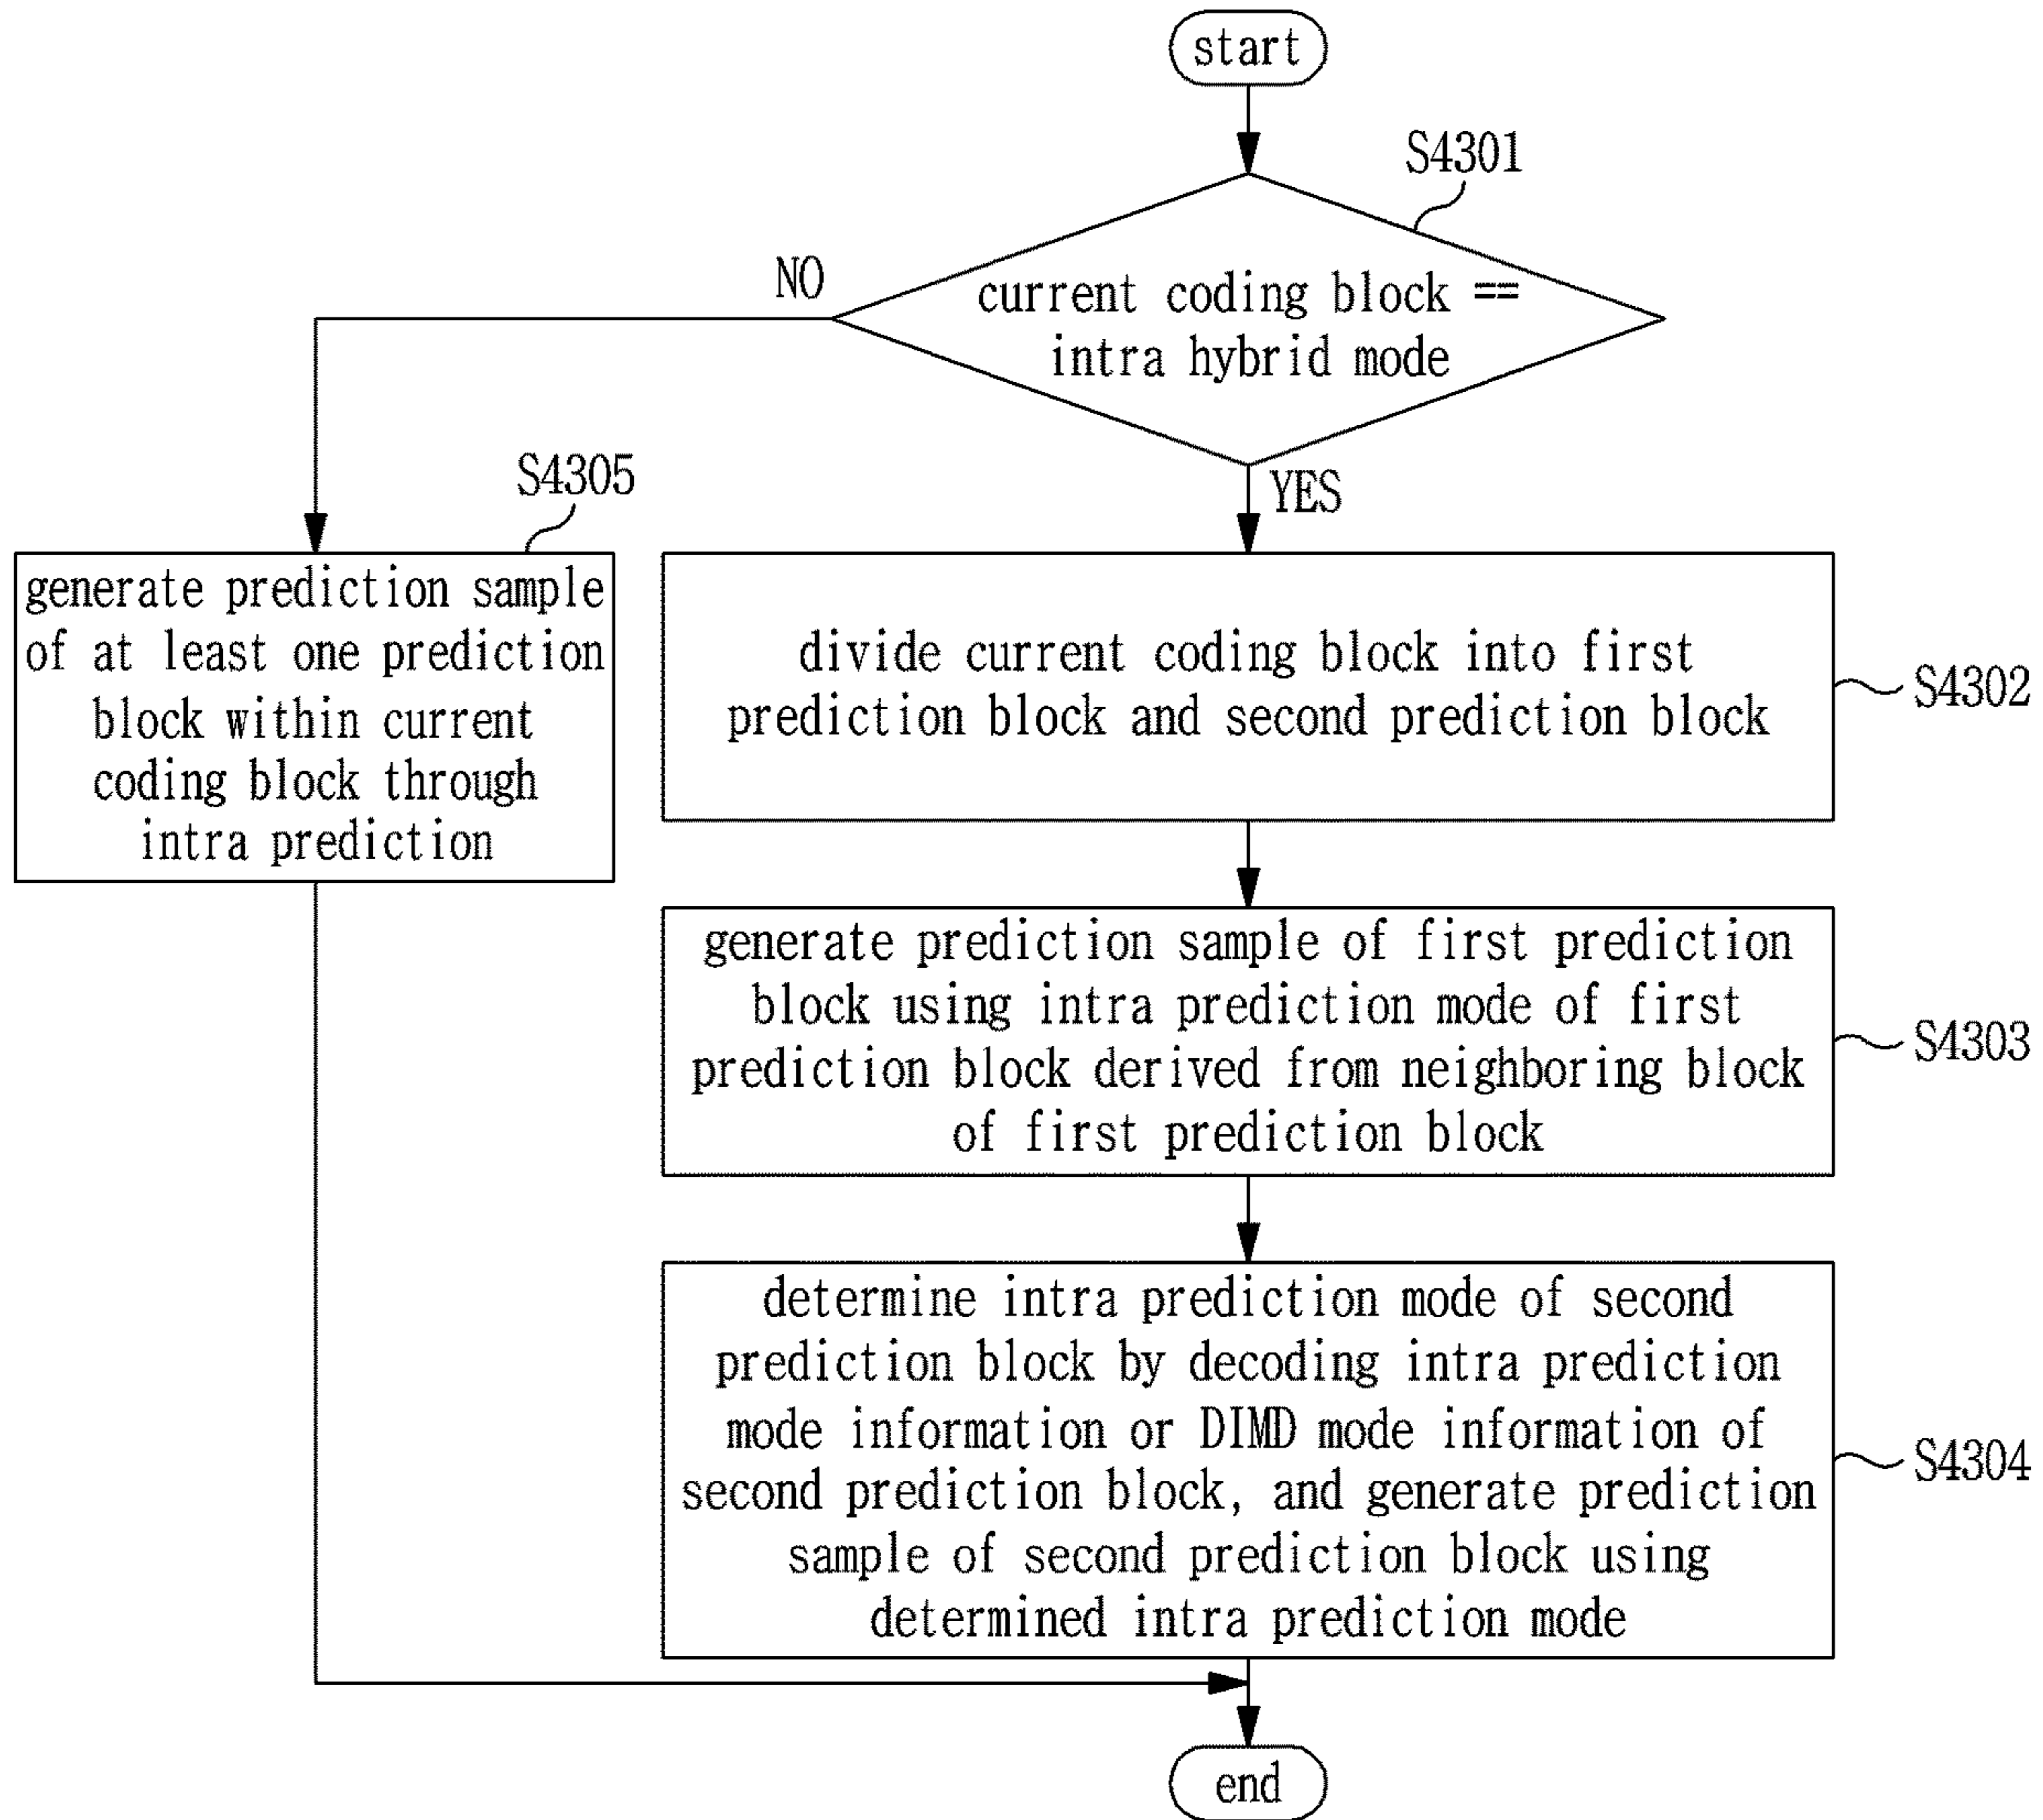 start
S4301
current coding block ==
intra hybrid mode
NO
YES
S4305
generate prediction sample
of at least one prediction
block within current
coding block through
intra prediction
divide current coding block into first
prediction block and second prediction block
S4302
generate prediction sample of first prediction
block using intra prediction mode of first
prediction block derived from neighboring block
of first prediction block
S4303
determine intra prediction mode of second
prediction block by decoding intra prediction
mode information or DIMD mode information of
second prediction block, and generate prediction
sample of second prediction block using
determined intra prediction mode
S4304
end